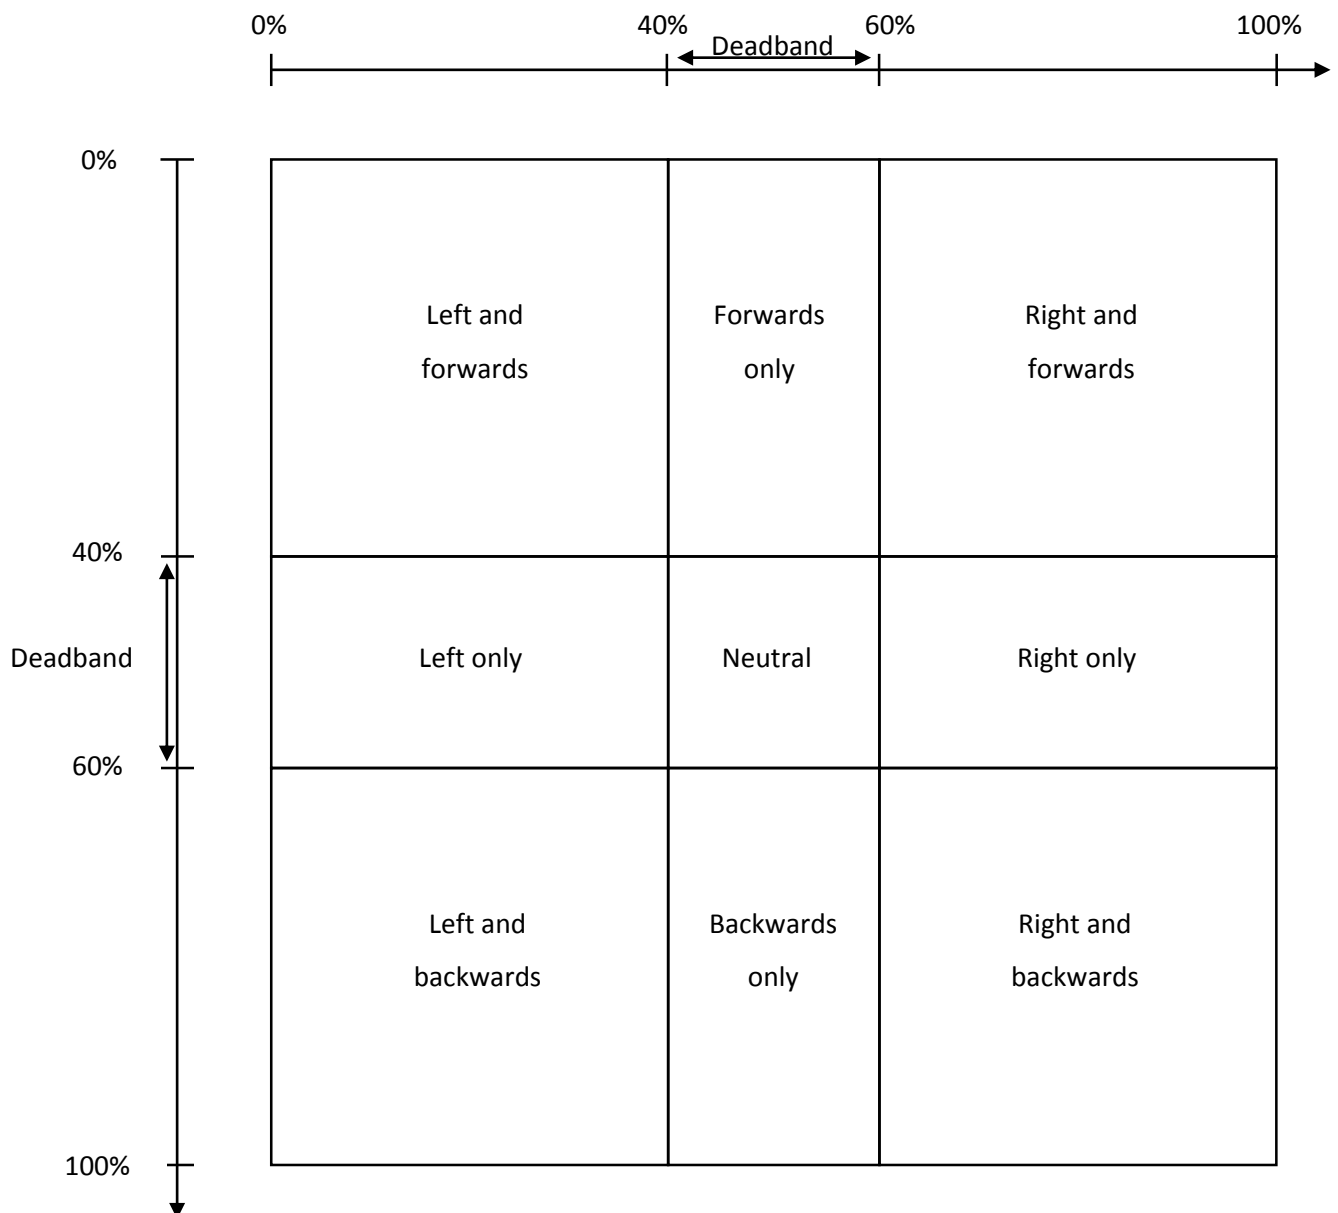 0%
40%
60%
100%
Deadband
0%
Left and
forwards
Forwards
only
Right and
forwards
40%
Deadband
Left only
Neutral
Right only
60%
Left and
backwards
Backwards
only
Right and
backwards
100%